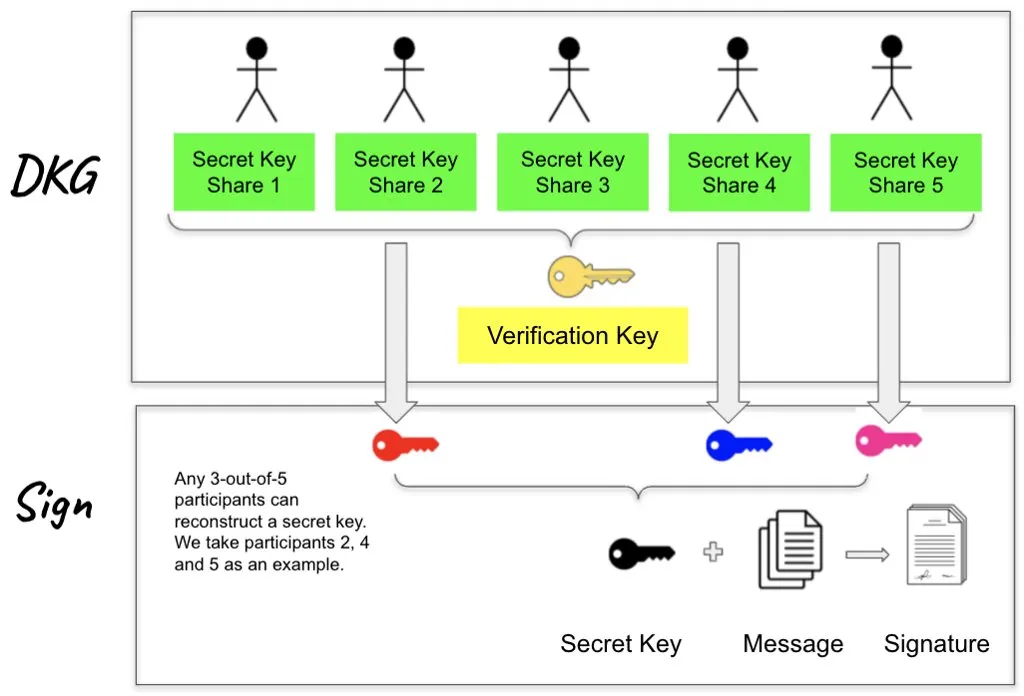 DKG
Secret Key
Share 1
Secret Key
Share 2
Secret Key
Share 3
Secret Key
Share 4
Secret Key
Share 5
Verification Key
Sign
Any 3-out-of-5
participants can
reconstruct a secret key.
We take participants 2, 4
and 5 as an example.
Secret Key
Message
Signature